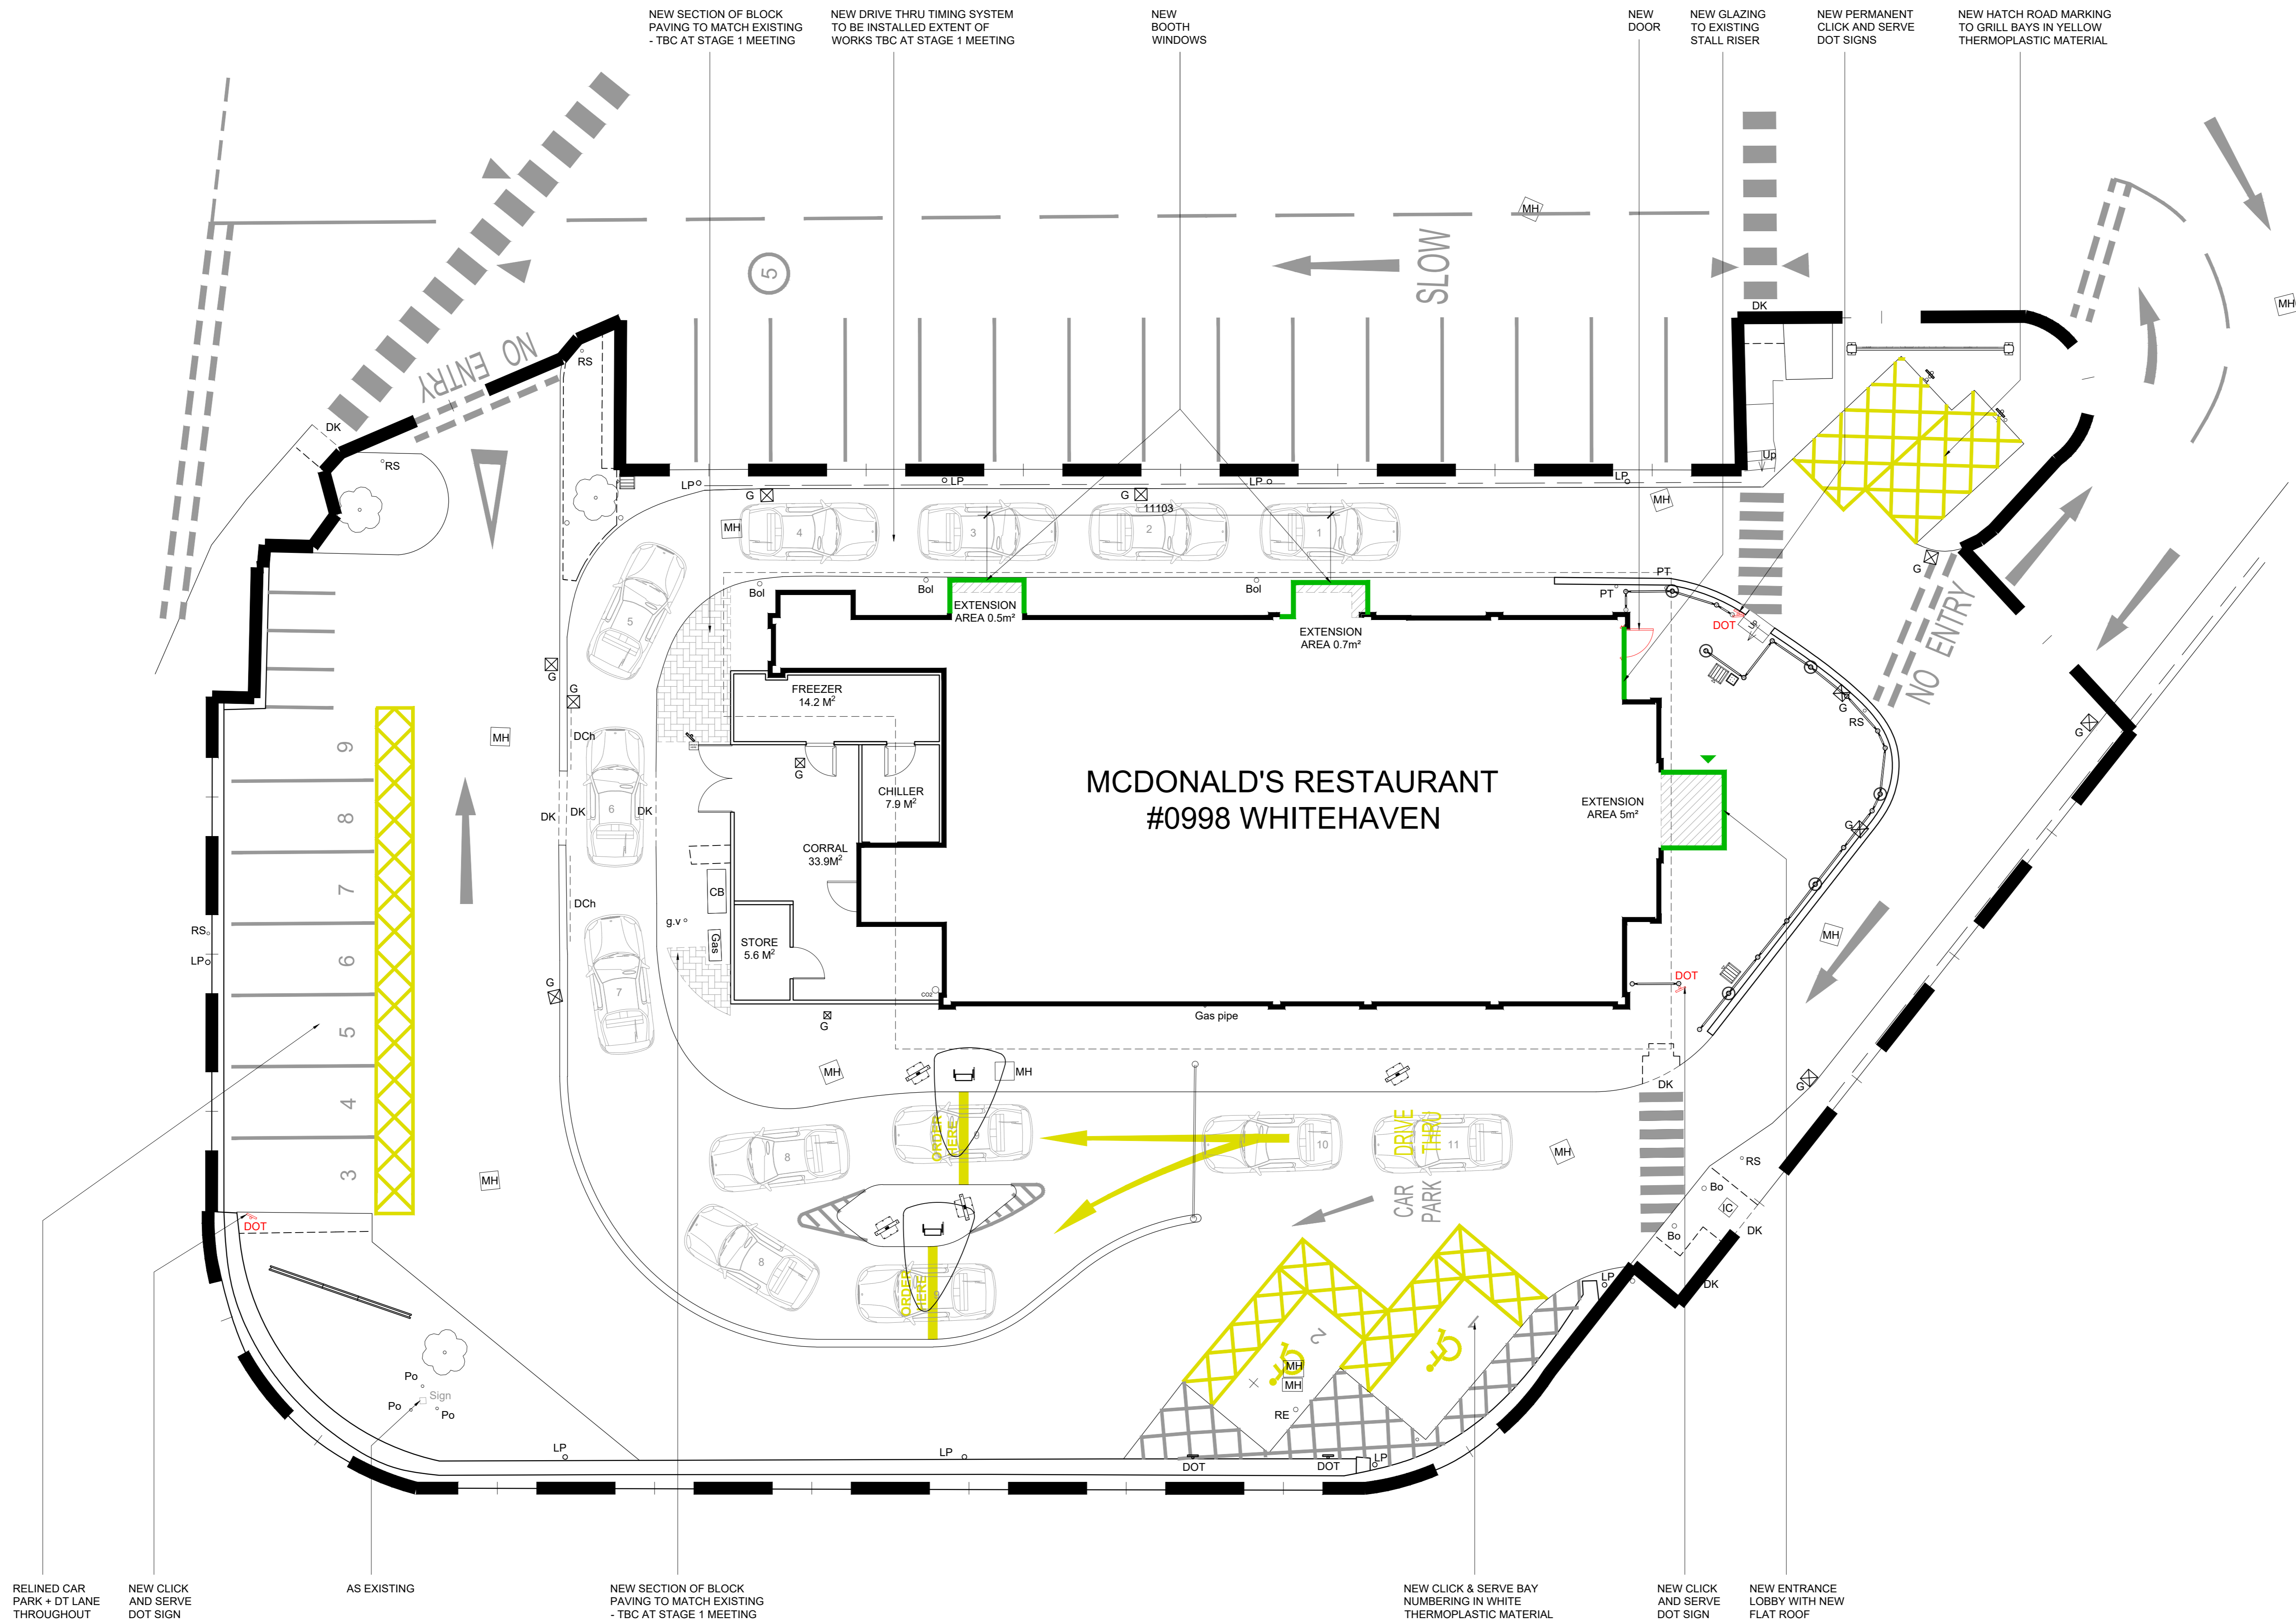 NEW SECTION OF BLOCK
PAVING TO MATCH EXISTING
- TBC AT STAGE 1 MEETING
NEW DRIVE THRU TIMING SYSTEM
TO BE INSTALLED EXTENT OF
WORKS TBC AT STAGE 1 MEETING
NEW
BOOTH
WINDOWS
NEW
DOOR
NEW GLAZING
TO EXISTING
STALL RISER
NEW PERMANENT
CLICK AND SERVE
DOT SIGNS
NEW HATCH ROAD MARKING
TO GRILL BAYS IN YELLOW
THERMOPLASTIC MATERIAL
MH
5
SLOW
MH
DK
NO ENTRY
RS
DK
RS
LP
G
LP
G
LP
LP
MH
Up
MH
4
3
2
1
11103
G
NO ENTRY
5
Bol
Bol
Bol
PT
PT
EXTENSION
AREA 0.5m²
EXTENSION
AREA 0.7m²
DOT
UP
G
G
MH
DCh
FREEZER
14.2 M²
G
G
RS
G
MCDONALD'S RESTAURANT
#0998 WHITEHAVEN
CHILLER
7.9 M²
EXTENSION
AREA 5m²
DK
DK
6
DK
G
CORRAL
33.9M²
CB
DCh
g.v
Gas
STORE
5.6 M²
CO2
9
8
7
6
5
4
3
RS
LP
MH
G
7
G
Gas pipe
DOT
MH
MH
G
DK
8
ORDER
HERE
9
10
DRIVE
THRU
11
MH
MH
CAR
PARK
RS
Bo
IC
Bo
DK
DK
DOT
8
ORDER
HERE
9
LP
2
1
MH
MH
RE
Po
Sign
Po
Po
LP
LP
DOT
DOT
LP
RELINED CAR
PARK + DT LANE
THROUGHOUT
NEW CLICK
AND SERVE
DOT SIGN
AS EXISTING
NEW SECTION OF BLOCK
PAVING TO MATCH EXISTING
- TBC AT STAGE 1 MEETING
NEW CLICK & SERVE BAY
NUMBERING IN WHITE
THERMOPLASTIC MATERIAL
NEW CLICK
AND SERVE
DOT SIGN
NEW ENTRANCE
LOBBY WITH NEW
FLAT ROOF